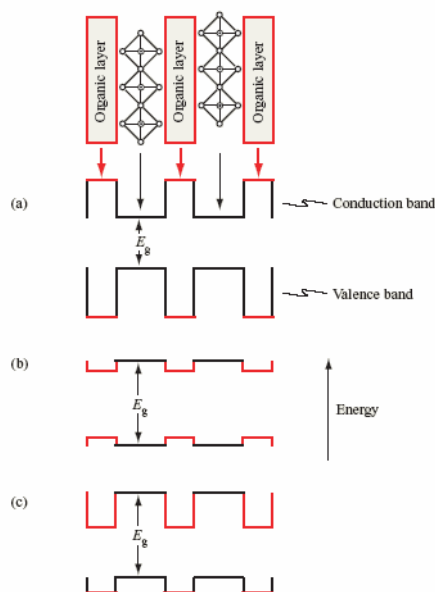 Organic layer
Organic layer
Organic layer
(a)
Conduction band
Eg
Valence band
(b)
Eg
Energy
(c)
Eg